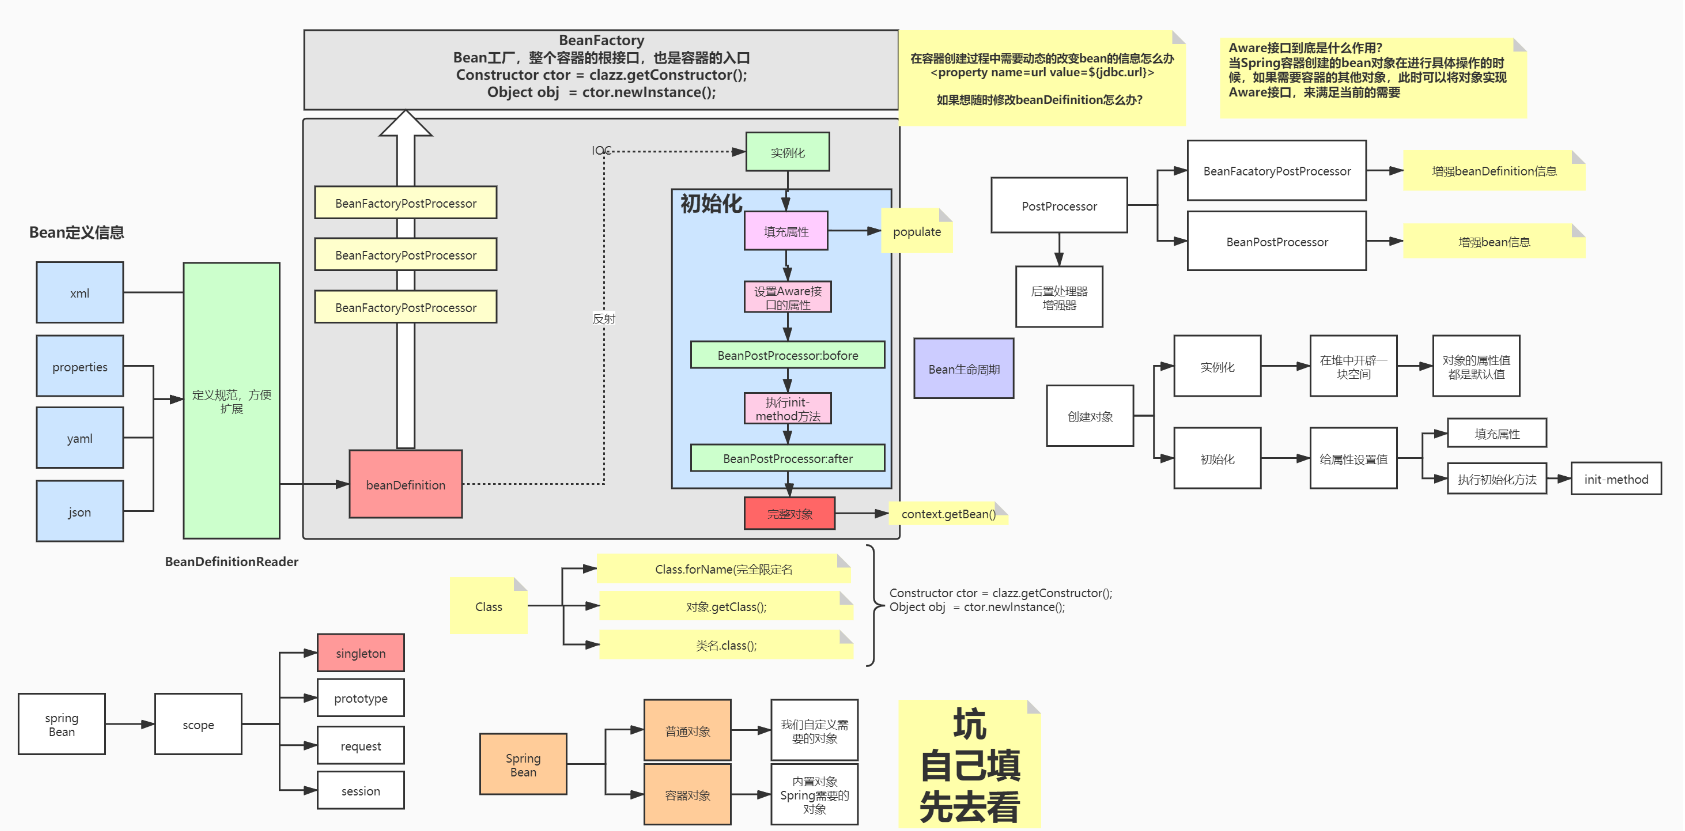 BeanFactory
Bean工厂，整个容器的根接口，也是容器的入口
Constructor ctor = clazz.getConstructor();
Object obj  = ctor.newInstance();
在容器创建过程中需要动态的改变bean的信息怎么办
<property name=url value=${jdbc.url}>
如果想随时修改beanDeifinition怎么办?
Aware接口到底是什么作用?
当Spring容器创建的bean对象在进行具体操作的时
候，如果需要容器的其他对象，此时可以将对象实现
Aware接口，来满足当前的需要
Bean定义信息
xml
properties
yaml
json
定义规范，方便
扩展
BeanDefinitionReader
BeanFactoryPostProcessor
BeanFactoryPostProcessor
BeanFactoryPostProcessor
beanDefinition
IOC
反射
实例化
初始化
填充属性
populate
设置Aware接
口的属性
BeanPostProcessor:bofore
执行init-
method方法
BeanPostProcessor:after
完整对象
context.getBean()
PostProcessor
后置处理器
增强器
BeanFacatoryPostProcessor
增强beanDefinition信息
BeanPostProcessor
增强bean信息
Bean生命周期
创建对象
实例化
在堆中开辟一
块空间
对象的属性值
都是默认值
初始化
给属性设置值
填充属性
执行初始化方法
init-method
Class
Class.forName(完全限定名
对象.getClass();
类名.class();
Constructor ctor = clazz.getConstructor();
Object obj  = ctor.newInstance();
spring
Bean
scope
singleton
prototype
request
session
Spring
Bean
普通对象
我们自定义需
要的对象
容器对象
内置对象
Spring需要的
对象
坑
自己填
先去看